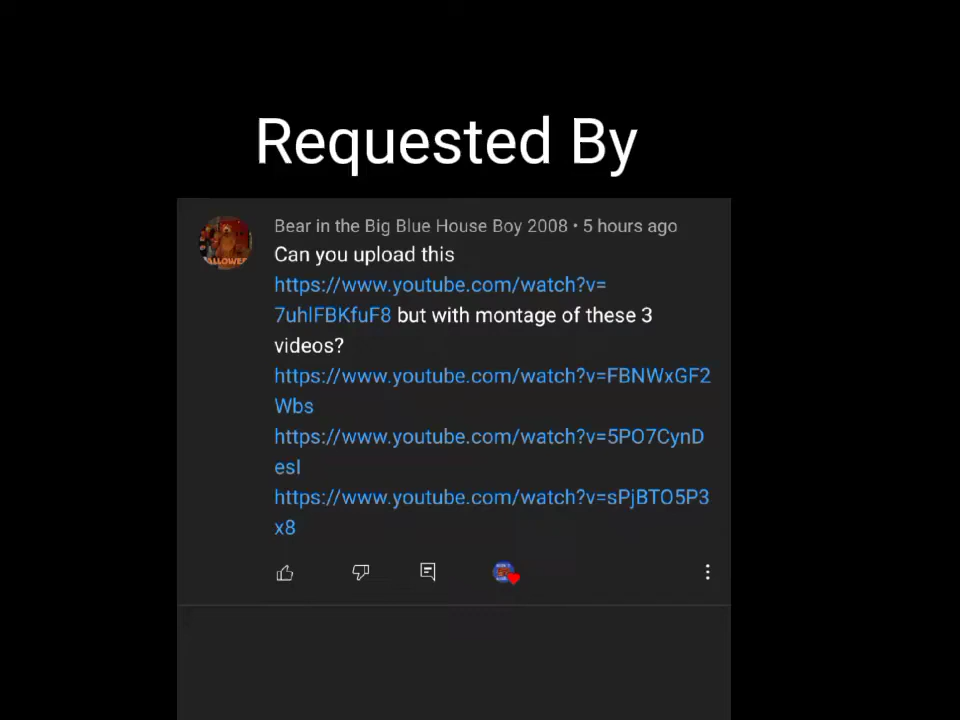 Requested By
Bear in the Big Blue House Boy 2008 • 5 hours ago
Can you upload this
https://www.youtube.com/watch?v=
7uhlFBKfuF8 but with montage of these 3
videos?
https://www.youtube.com/watch?v=FBNWxGF2
Wbs
https://www.youtube.com/watch?v=5PO7CynD
esI
https://www.youtube.com/watch?v=sPjBTO5P3
x8